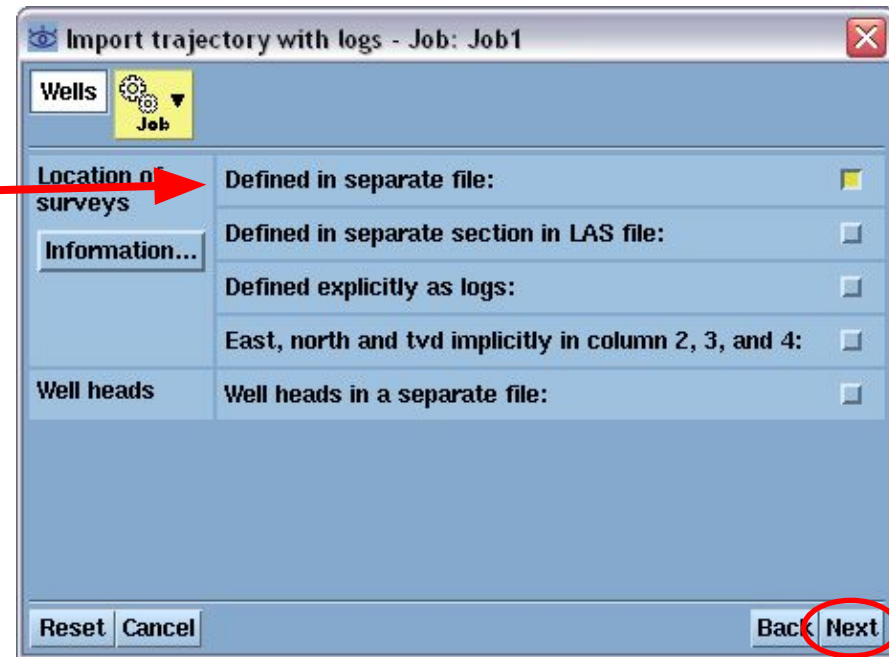 Import trajectory with logs - Job: Job1
Wells
Job
Location of
surveys
Information...
Defined in separate file:
Defined in separate section in LAS file:
Defined explicitly as logs:
East, north and tvd implicitly in column 2, 3, and 4:
Well heads
Well heads in a separate file:
Reset Cancel Back Next